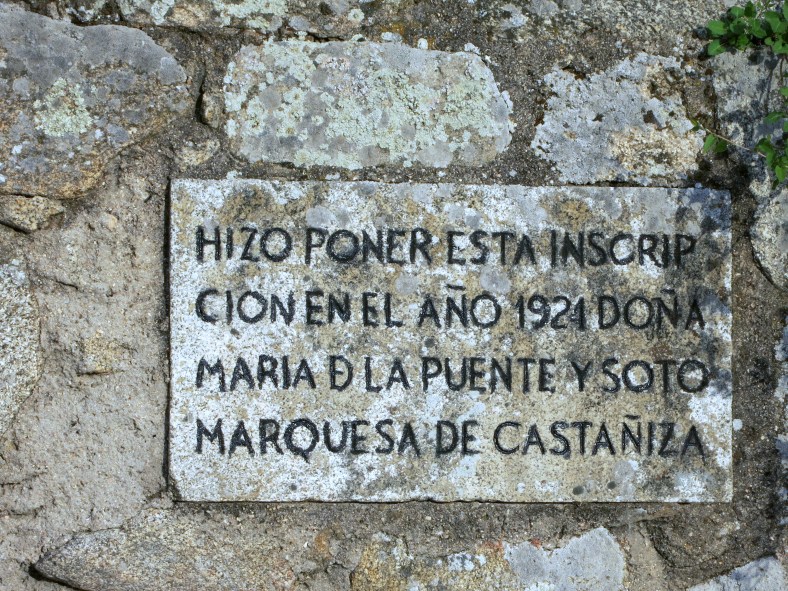 HIZO PONER ESTA INSCRIP
CION EN EL AÑO 1921 DOÑA
MARIA D LA PUENTE Y SOTO
MARQUESA DE CASTAÑIZA